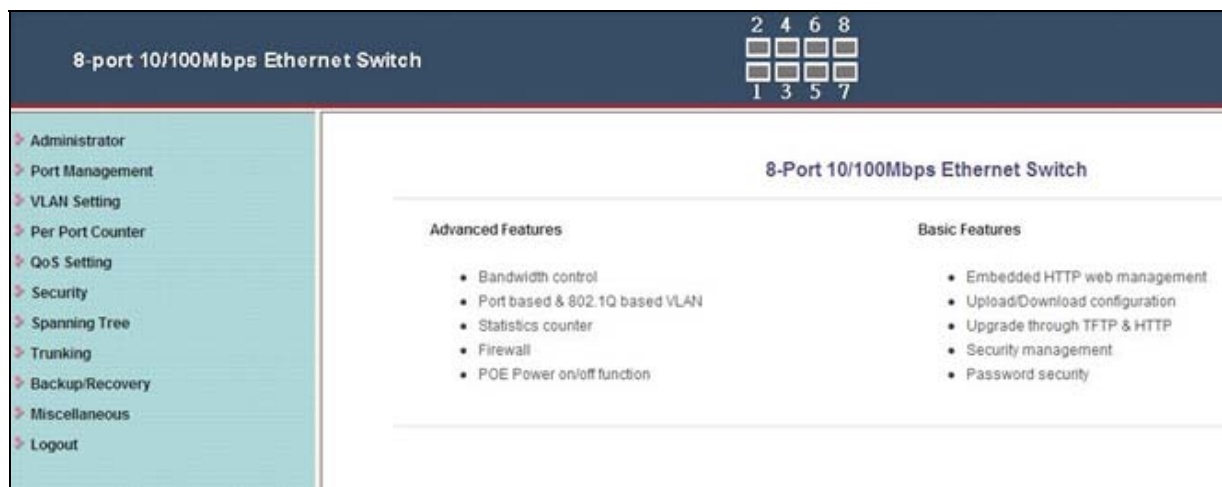 8-port 10/100Mbps Ethernet Switch
2 4 6 8
1 3 5 7
Administrator
Port Management
VLAN Setting
Per Port Counter
QoS Setting
Security
Spanning Tree
Trunking
Backup/Recovery
Miscellaneous
Logout
8-Port 10/100Mbps Ethernet Switch
Advanced Features
Bandwidth control
Port based & 802.1Q based VLAN
Statistics counter
Firewall
POE Power on/off function
Basic Features
Embedded HTTP web management
Upload/Download configuration
Upgrade through TFTP & HTTP
Security management
Password security